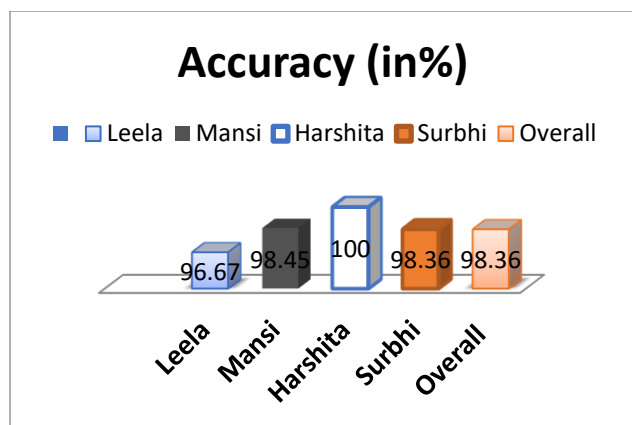 Accuracy (in%)
Leela Mansi Harshita Surbhi Overall
96.67 98.45 100 98.36 98.36
Leela Mansi Harshita Surbhi Overall